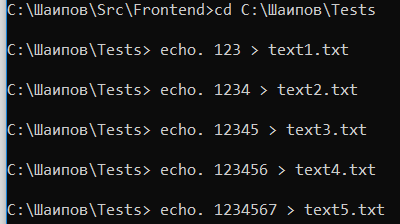 C:\Шаипов\Src\Frontend>cd C:\Шаипов\Tests
C:\Шаипов\Tests> echo. 123 > text1.txt
C:\Шаипов\Tests> echo. 1234 > text2.txt
C:\Шаипов\Tests> echo. 12345 > text3.txt
C:\Шаипов\Tests> echo. 123456 > text4.txt
C:\Шаипов\Tests> echo. 1234567 > text5.txt